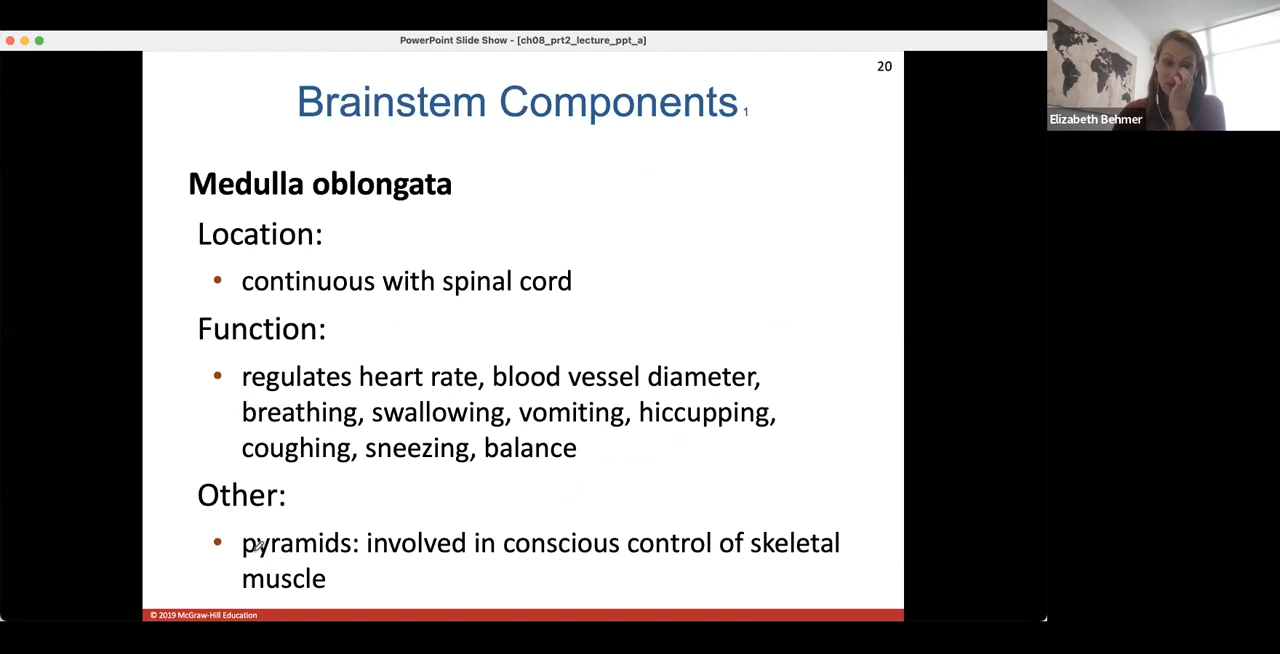 PowerPoint Slide Show - [ch08_prt2_lecture_ppt_a]
20
Brainstem Components 1
Elizabeth Behmer
Medulla oblongata
Location:
• continuous with spinal cord
Function:
• regulates heart rate, blood vessel diameter,
breathing, swallowing, vomiting, hiccupping,
coughing, sneezing, balance
Other:
• pyramids: involved in conscious control of skeletal
muscle
© 2019 McGraw-Hill Education